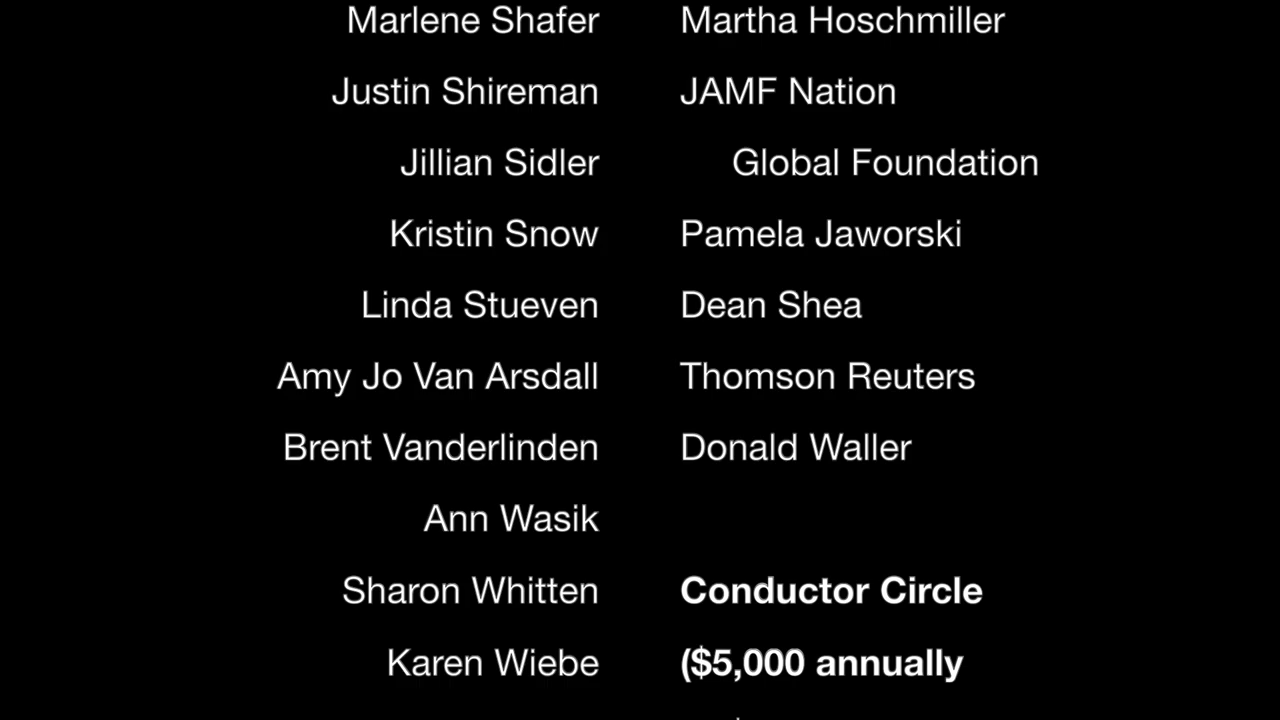 Marlene Shafer
Justin Shireman
Jillian Sidler
Kristin Snow
Linda Stueven
Amy Jo Van Arsdall
Brent Vanderlinden
Ann Wasik
Sharon Whitten
Karen Wiebe
Martha Hoschmiller
JAMF Nation
Global Foundation
Pamela Jaworski
Dean Shea
Thomson Reuters
Donald Waller
Conductor Circle
($5,000 annually